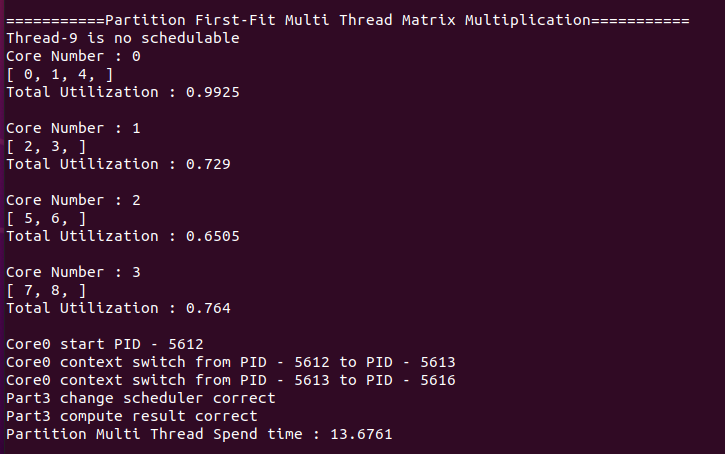 ===========Partition First-Fit Multi Thread Matrix Multiplication===========
Thread-9 is no schedulable
Core Number : 0
[ 0, 1, 4, ]
Total Utilization : 0.9925
Core Number : 1
[ 2, 3, ]
Total Utilization : 0.729
Core Number : 2
[ 5, 6, ]
Total Utilization : 0.6505
Core Number : 3
[ 7, 8, ]
Total Utilization : 0.764
Core0 start PID - 5612
Core0 context switch from PID - 5612 to PID - 5613
Core0 context switch from PID - 5613 to PID - 5616
Part3 change scheduler correct
Part3 compute result correct
Partition Multi Thread Spend time : 13.6761